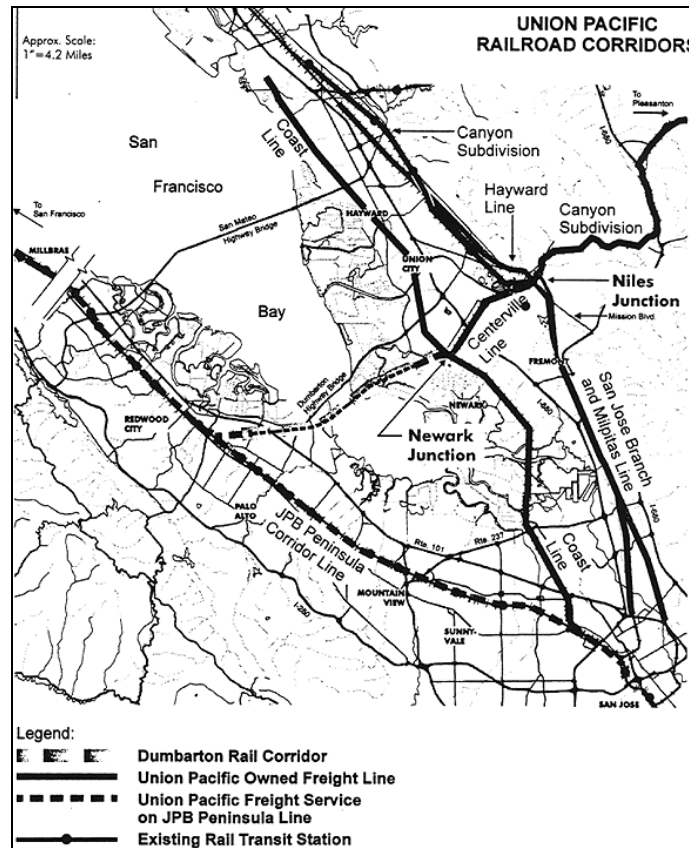 UNION PACIFIC
RAILROAD CORRIDORS
Approx. Scale:
1"=4.2 Miles
To
Pleasanton
I-680
Coast
Line
Canyon
Subdivision
San
Francisco
Hayward
Line
Canyon
Subdivision
To
San Francisco
San Mateo
Highway Bridge
HAYWARD
MILLBRAE
UNION
CITY
Niles
Junction
Bay
Mission Blvd.
Centerville
Line
Dumbarton
Highway Bridge
FREMONT
San Jose Branch
and Milpitas Line
REDWOOD
CITY
NEWARK
I-880
Newark
Junction
PALO
ALTO
JPB Peninsula
Corridor Line
Rte. 101
Rte. 237
Coast
Line
I-680
MOUNTAIN
VIEW
I-280
SUNNY-
VALE
SAN JOSE
Legend:
Dumbarton Rail Corridor
Union Pacific Owned Freight Line
Union Pacific Freight Service
on JPB Peninsula Line
Existing Rail Transit Station